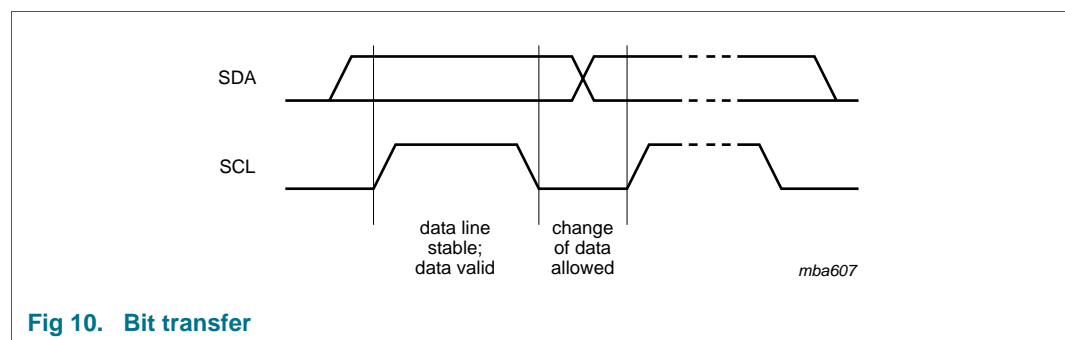 SDA
SCL
data line
stable;
data valid
change
of data
allowed
mba607
Fig 10. Bit transfer